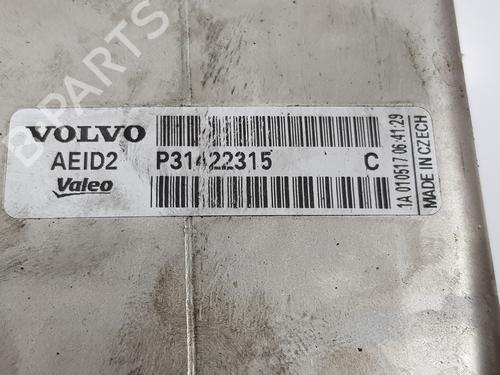 B-PARTS
VOLVO
AEID2
Valeo
P31422315 C
1A 010517 06:41:29
MADE IN CZECH